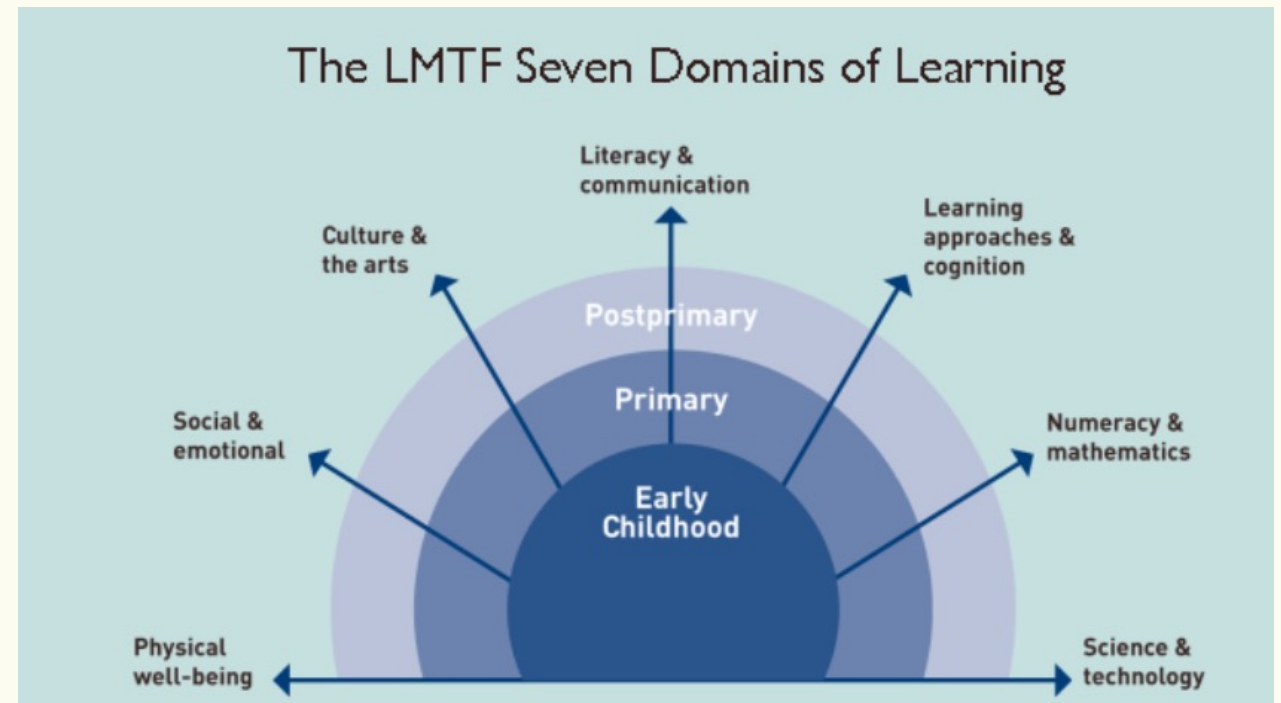 The LMTF Seven Domains of Learning
Literacy &
communication
Learning
approaches &
cognition
Culture &
the arts
Postprimary
Primary
Social &
emotional
Numeracy &
mathematics
Early
Childhood
Physical
well-being
Science &
technology